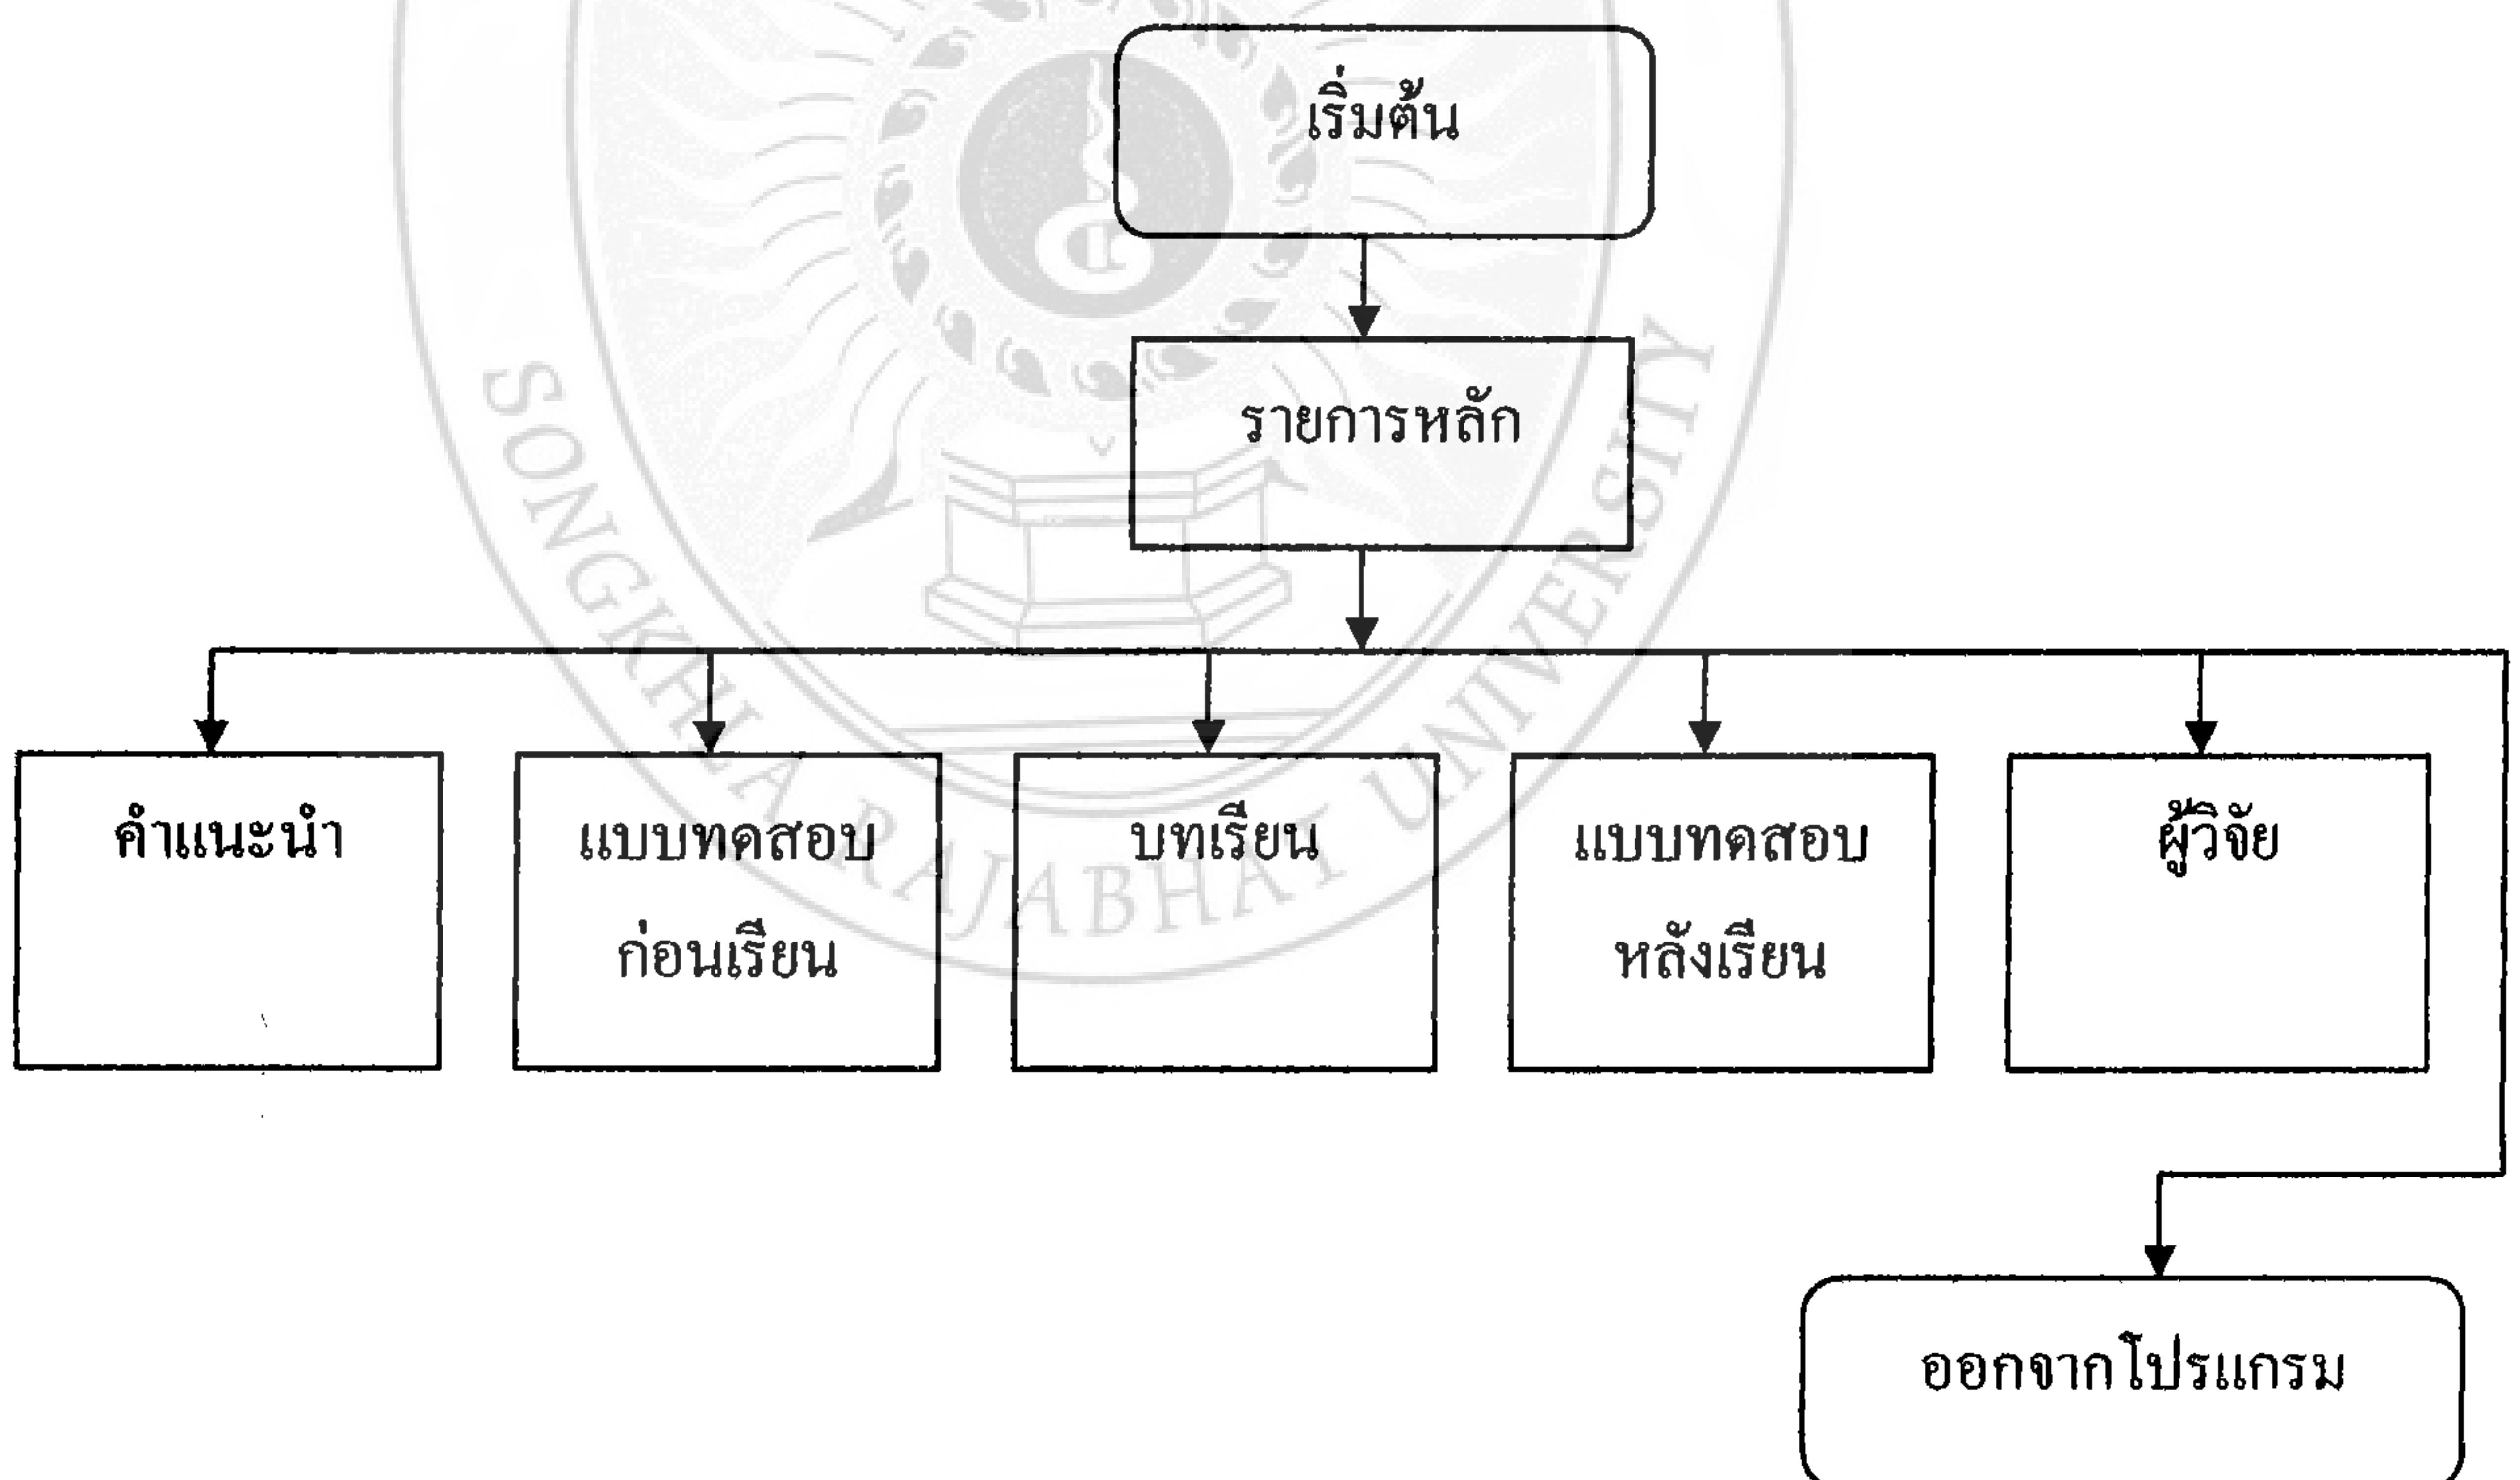 เริ่มต้น
รายการหลัก
คำแนะนำ
แบบทดสอบ
ก่อนเรียน
บทเรียน
แบบทดสอบ
หลังเรียน
ผู้วิจัย
ออกจากโปรแกรม
SONGKHLA RAJABHAT UNIVERSITY